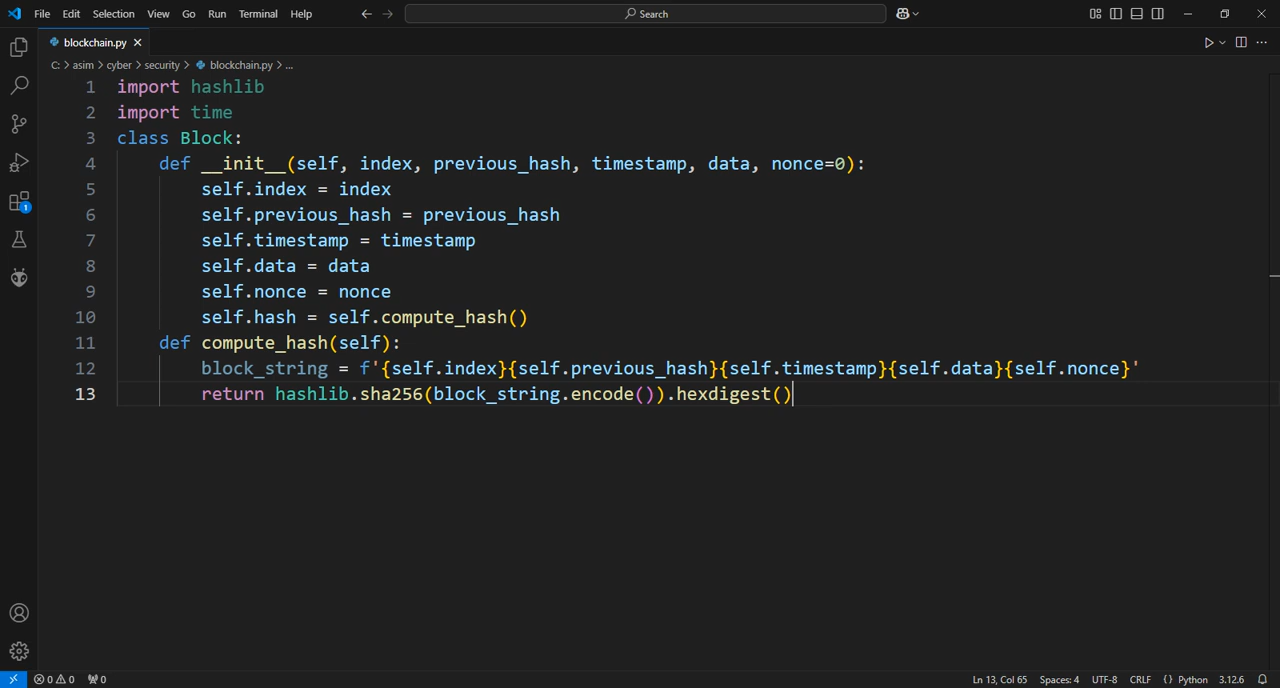 File Edit Selection View Go Run Terminal Help Search
blockchain.py
C: > asim > cyber > security > blockchain.py > ...
1 import hashlib
2 import time
3 class Block:
4     def __init__(self, index, previous_hash, timestamp, data, nonce=0):
5         self.index = index
6         self.previous_hash = previous_hash
7         self.timestamp = timestamp
8         self.data = data
9         self.nonce = nonce
10         self.hash = self.compute_hash()
11     def compute_hash(self):
12         block_string = f'{self.index}{self.previous_hash}{self.timestamp}{self.data}{self.nonce}'
13         return hashlib.sha256(block_string.encode()).hexdigest()
1
0 0 0 Ln 13, Col 65 Spaces: 4 UTF-8 CRLF {} Python 3.12.6